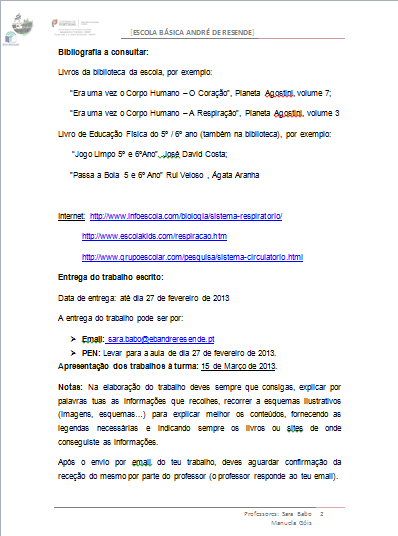 [ESCOLA BÁSICA ANDRÉ DE RESENDE]
Bibliografia a consultar:
Livros da biblioteca da escola, por exemplo:
"Era uma vez o Corpo Humano – O Coração", Planeta Agostini, volume 7;
"Era uma vez o Corpo Humano – A Respiração", Planeta Agostini, volume 3
Livro de Educação Física do 5º / 6º ano (também na biblioteca), por exemplo:
"Jogo Limpo 5º e 6ºAno", José David Costa;
"Passa a Bola 5 e 6º Ano" Rui Veloso , Ágata Aranha
Internet: http://www.infoescola.com/biologia/sistema-respiratorio/
http://www.escolakids.com/respiracao.htm
http://www.grupoescolar.com/pesquisa/sistema-circulatorio.html
Entrega do trabalho escrito:
Data de entrega: até dia 27 de fevereiro de 2013
A entrega do trabalho pode ser por:
➢ Email: sara.babo@ebandreresende.pt
➢ PEN: Levar para a aula de dia 27 de fevereiro de 2013.
Apresentação dos trabalhos à turma: 15 de Março de 2013.
Notas: Na elaboração do trabalho deves sempre que consigas, explicar por
palavras tuas as informações que recolhes, recorrer a esquemas ilustrativos
(imagens, esquemas…) para explicar melhor os conteúdos, fornecendo as
legendas necessárias e indicando sempre os livros ou sites de onde
conseguiste as informações.
Após o envio por email, do teu trabalho, deves aguardar confirmação da
receção do mesmo por parte do professor (o professor responde ao teu email).
Professores: Sara Babo 2
Manuela Góis